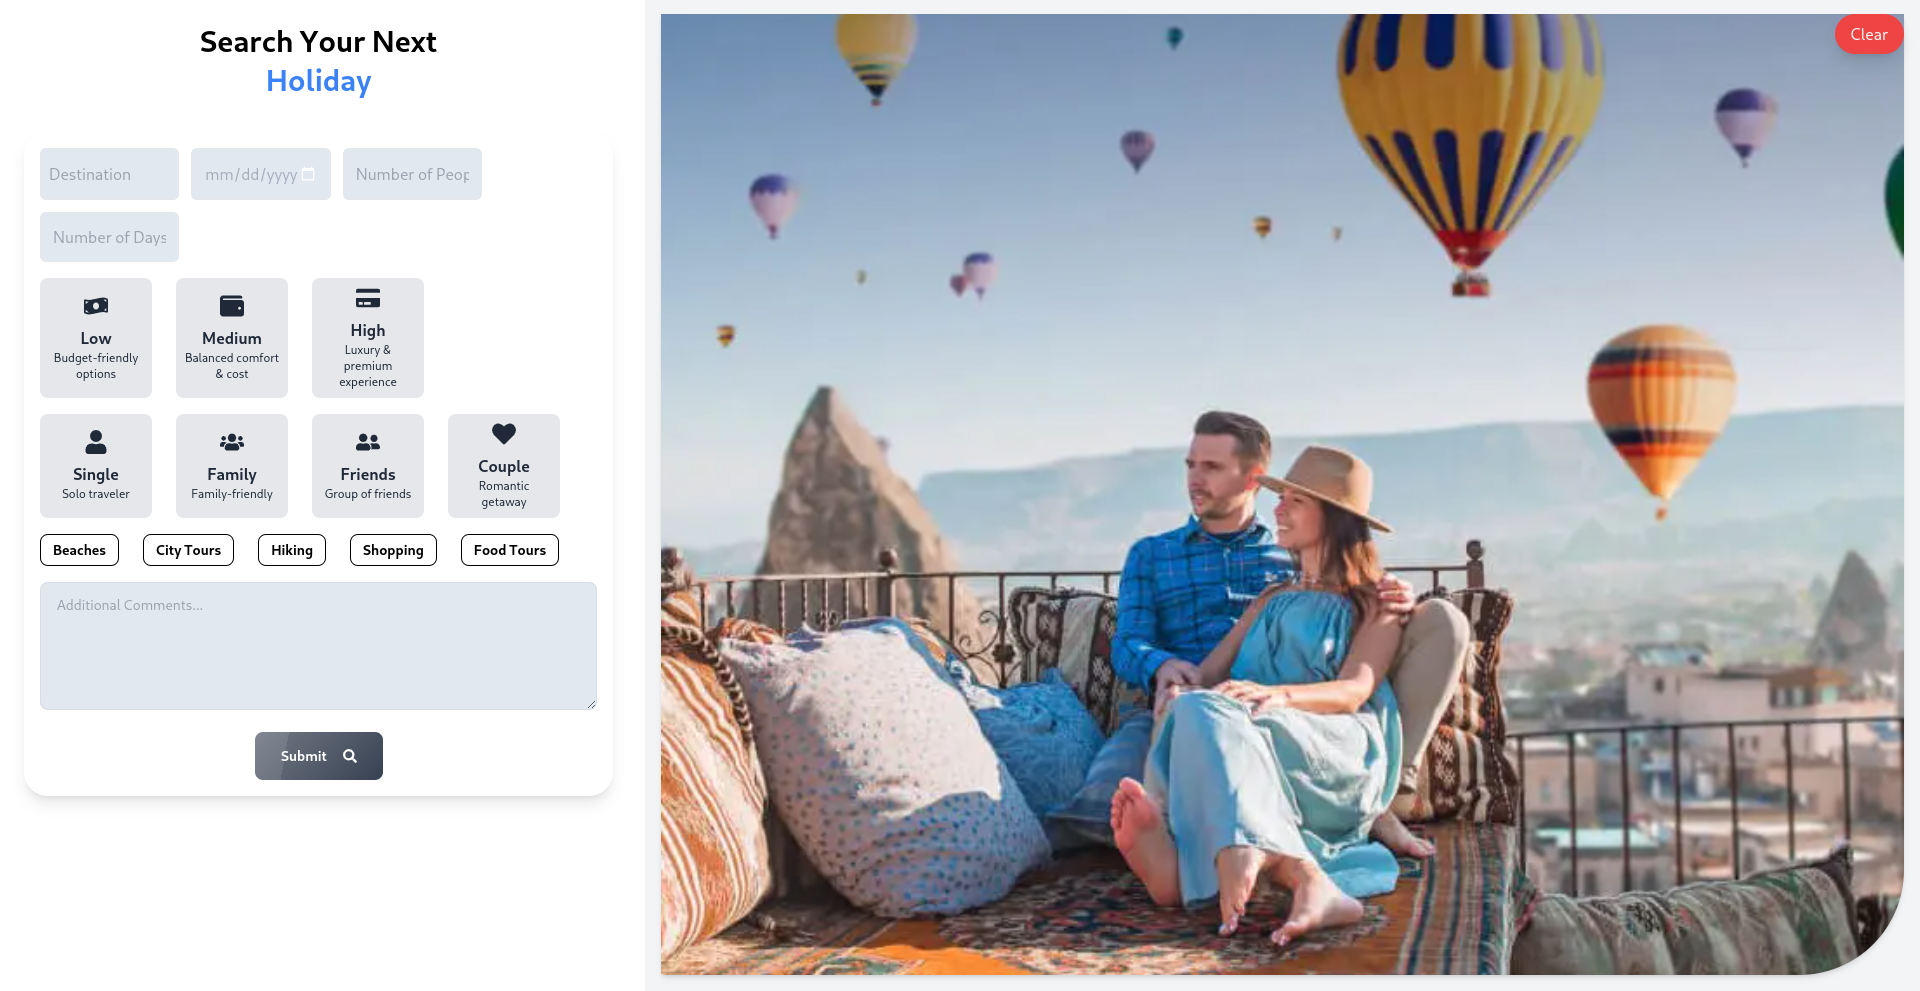 Search Your Next
Holiday
Clear
Destination
mm/dd/yyyy
Number of Peop
Number of Days
Low
Budget-friendly
options
Medium
Balanced comfort
& cost
High
Luxury &
premium
experience
Single
Solo traveler
Family
Family-friendly
Friends
Group of friends
Couple
Romantic
getaway
Beaches
City Tours
Hiking
Shopping
Food Tours
Additional Comments...
Submit